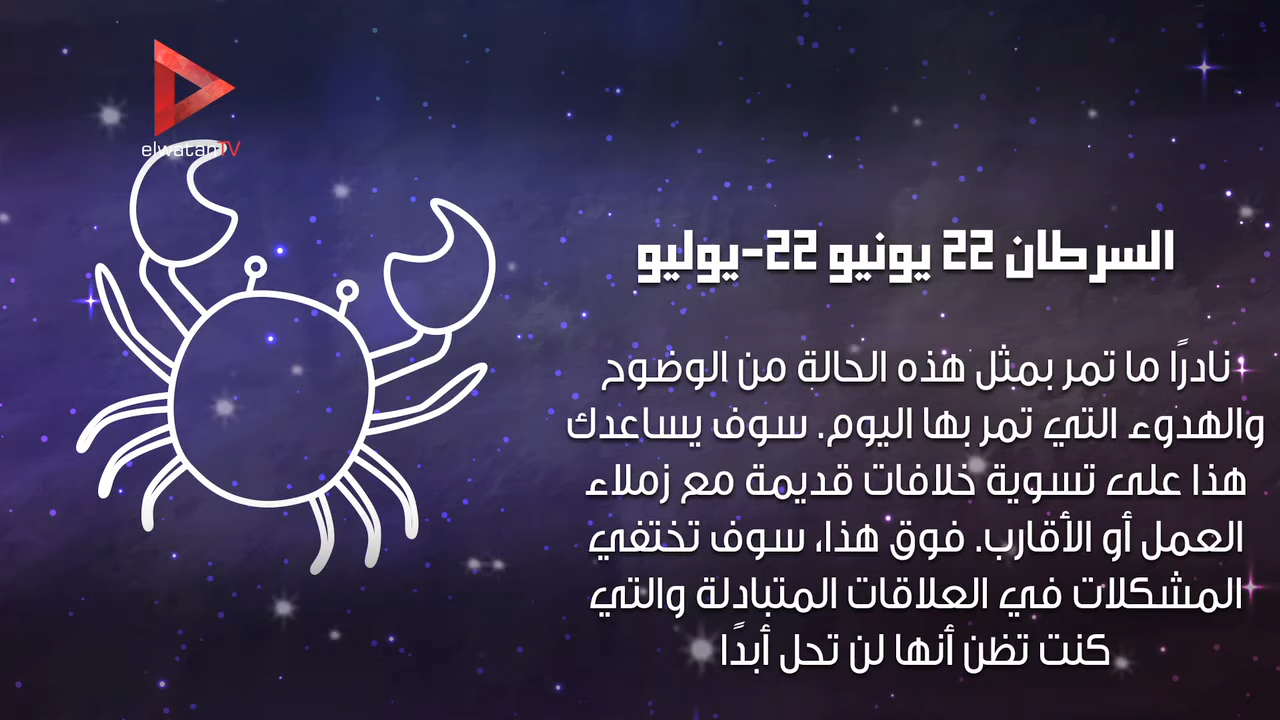 elwatanTV
السرطان 22 يونيو 22-يوليو
نادرًا ما تمر بمثل هذه الحالة من الوضوح
والهدوء التي تمر بها اليوم. سوف يساعدك
هذا على تسوية خلافات قديمة مع زملاء
العمل أو الأقارب. فوق هذا، سوف تختفي
المشكلات في العلاقات المتبادلة والتي
كنت تظن أنها لن تحل أبدًا